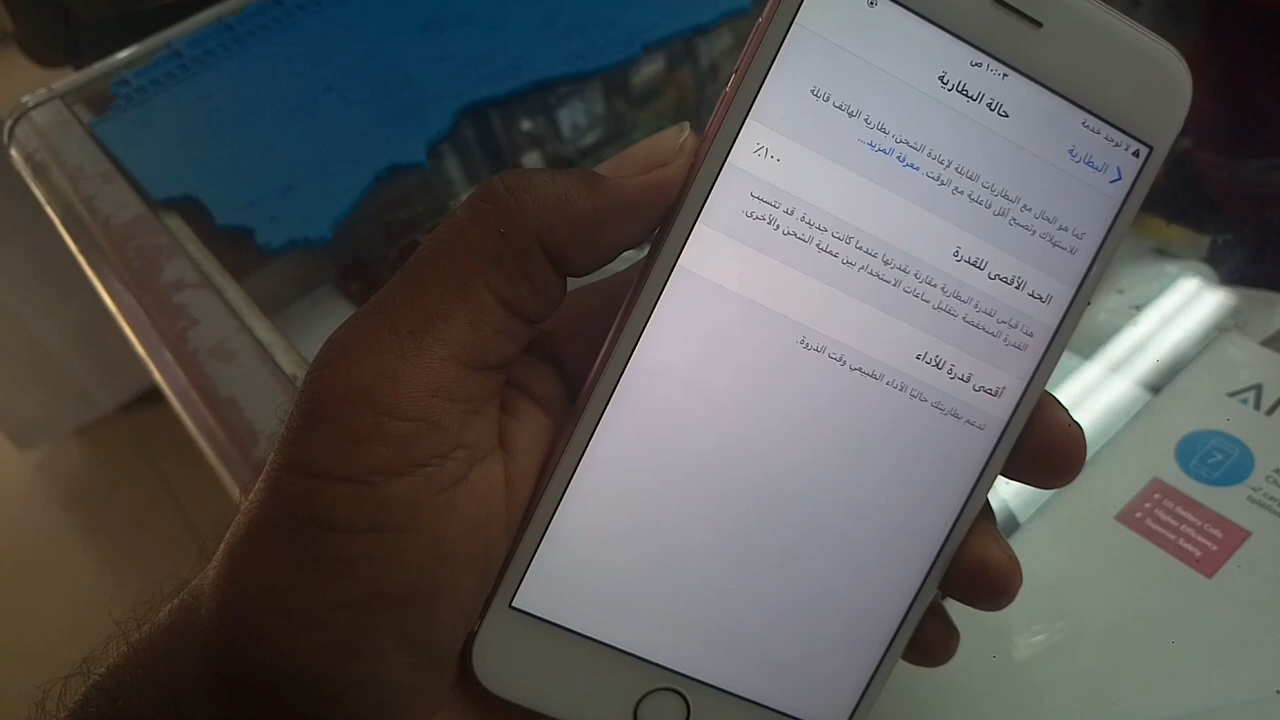 ١٠:٠٣ ص
لا توجد خدمة
حالة البطارية
البطارية
كما هو الحال مع البطاريات القابلة لإعادة الشحن، بطارية الهاتف قابلة
للاستهلاك وتصبح أقل فاعلية مع الوقت. معرفة المزيد...
الحد الأقصى للقدرة
١٠٠٪
هذا قياس لقدرة البطارية مقارنة بقدرتها عندما كانت جديدة. قد تتسبب
القدرة المنخفضة بتقليل ساعات الاستخدام بين عملية الشحن والأخرى.
أقصى قدرة للأداء
تدعم بطاريتك حاليًا الأداء الطبيعي وقت الذروة.
7
LG Battery Cells
Higher Efficiency
Superior Safety